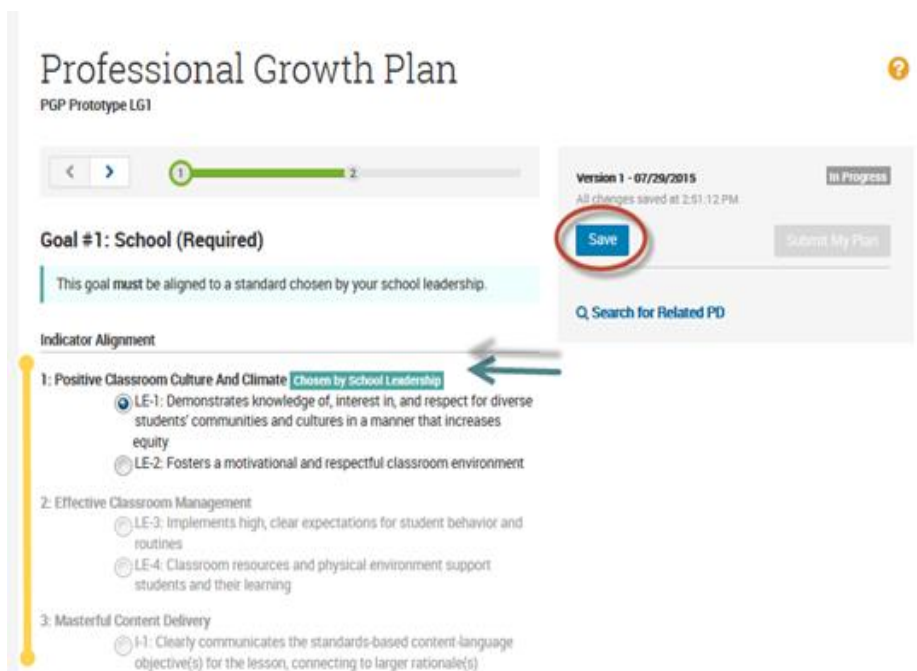 Professional Growth Plan
PGP Prototype LG1
1
2
Version 1 - 07/29/2015
In Progress
All changes saved at 2:51:12 PM
Save
Submit My Plan
Search for Related PD
Goal #1: School (Required)
This goal must be aligned to a standard chosen by your school leadership.
Indicator Alignment
1: Positive Classroom Culture And Climate Chosen by School Leadership
LE-1: Demonstrates knowledge of, interest in, and respect for diverse
students' communities and cultures in a manner that increases
equity
LE-2: Fosters a motivational and respectful classroom environment
2: Effective Classroom Management
LE-3: Implements high, clear expectations for student behavior and
routines
LE-4: Classroom resources and physical environment support
students and their learning
3: Masterful Content Delivery
I-1: Clearly communicates the standards-based content-language
objective(s) for the lesson, connecting to larger rationale(s)